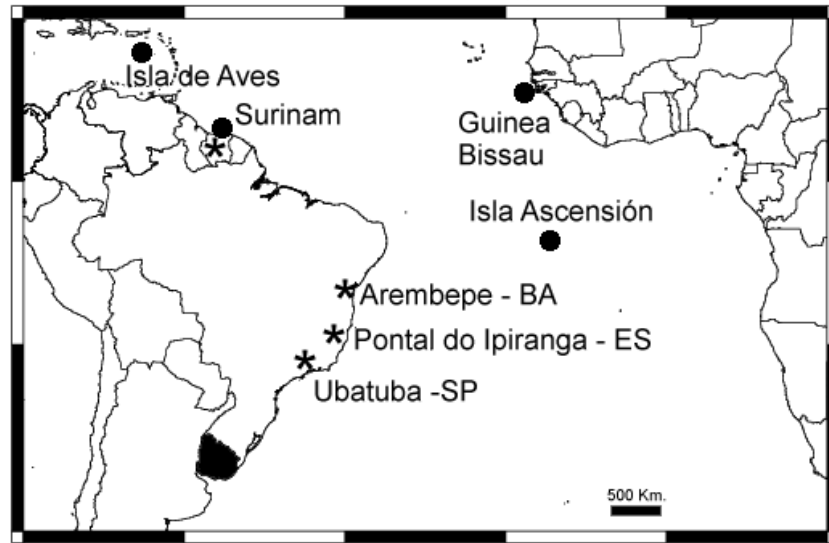 Isla de Aves
Surinam
Guinea
Bissau
Isla Ascensión
Arembepe - BA
Pontal do Ipiranga - ES
Ubatuba -SP
500 Km.